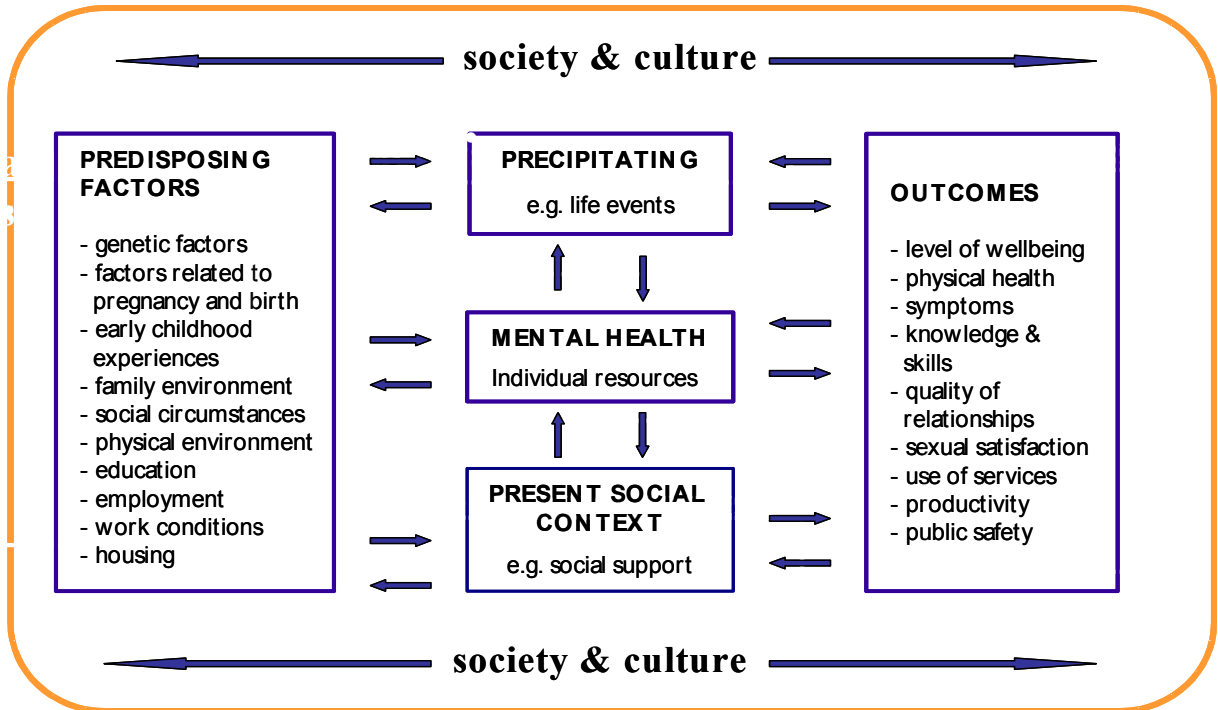 society & culture
PREDISPOSING
FACTORS
- genetic factors
- factors related to
pregnancy and birth
- early childhood
experiences
- family environment
- social circumstances
- physical environment
- education
- employment
- work conditions
- housing
PRECIPITATING
e.g. life events
MENTAL HEALTH
Individual resources
PRESENT SOCIAL
CONTEXT
e.g. social support
OUTCOMES
- level of wellbeing
- physical health
- symptoms
- knowledge &
skills
- quality of
relationships
- sexual satisfaction
- use of services
- productivity
- public safety
society & culture